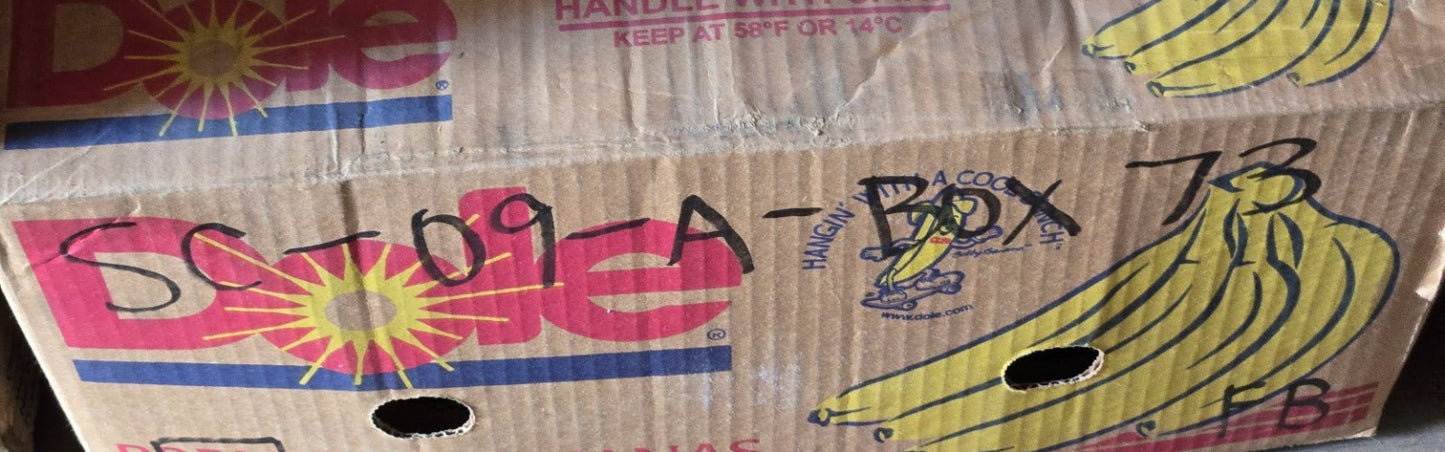 Dole®
HANDLE WITH CARE
KEEP AT 58°F OR 14°C
SC-09-A-BOX 73
Dole®
HANGIN' WITH A COOL BUNCH™
www.dole.com
FB